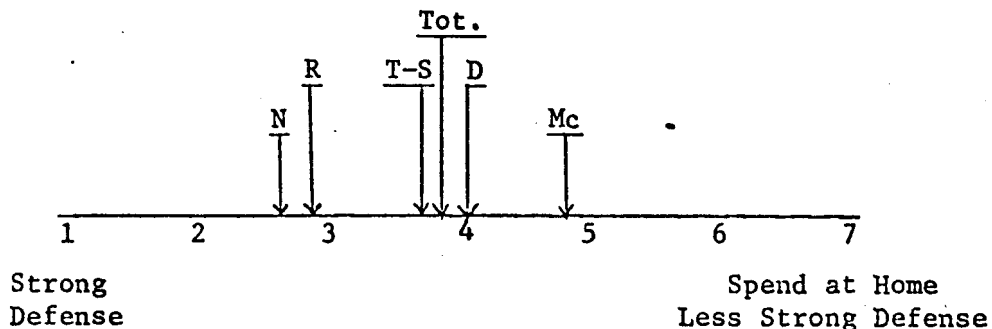 Tot.
R T-S D
N Mc
1 2 3 4 5 6 7
Strong Spend at Home
Defense Less Strong Defense